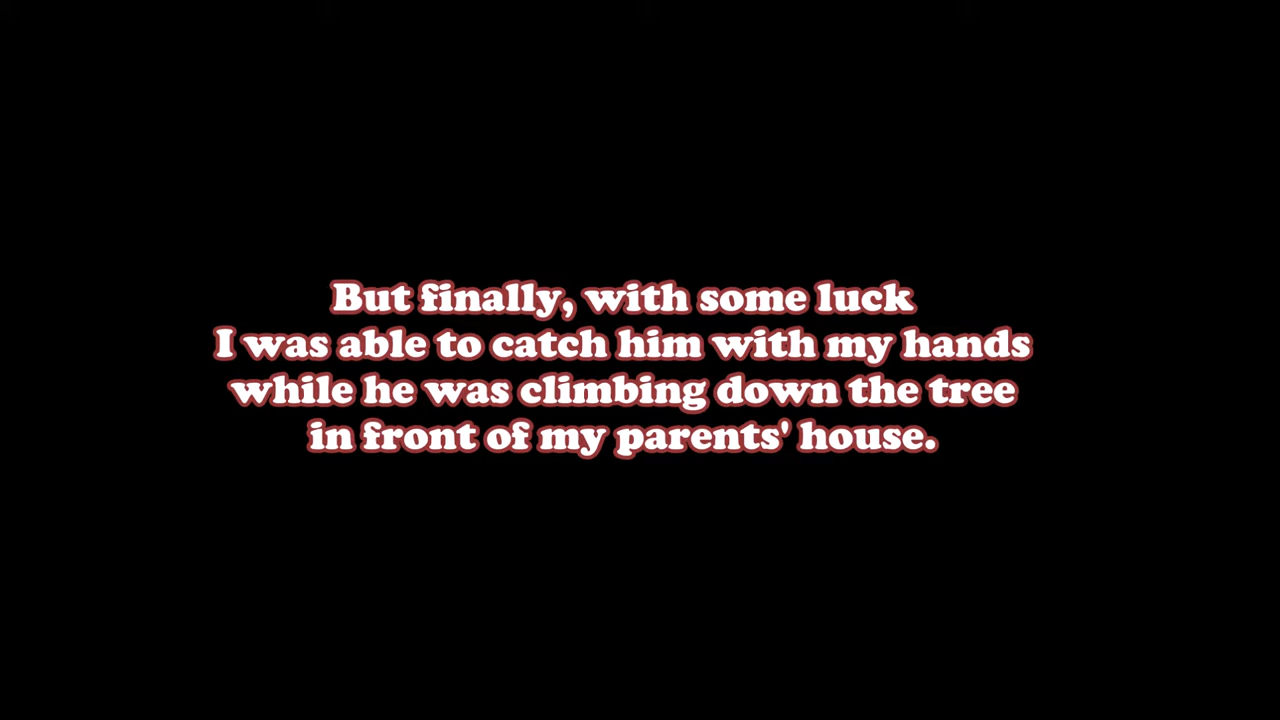 But finally, with some luck
I was able to catch him with my hands
while he was climbing down the tree
in front of my parents' house.